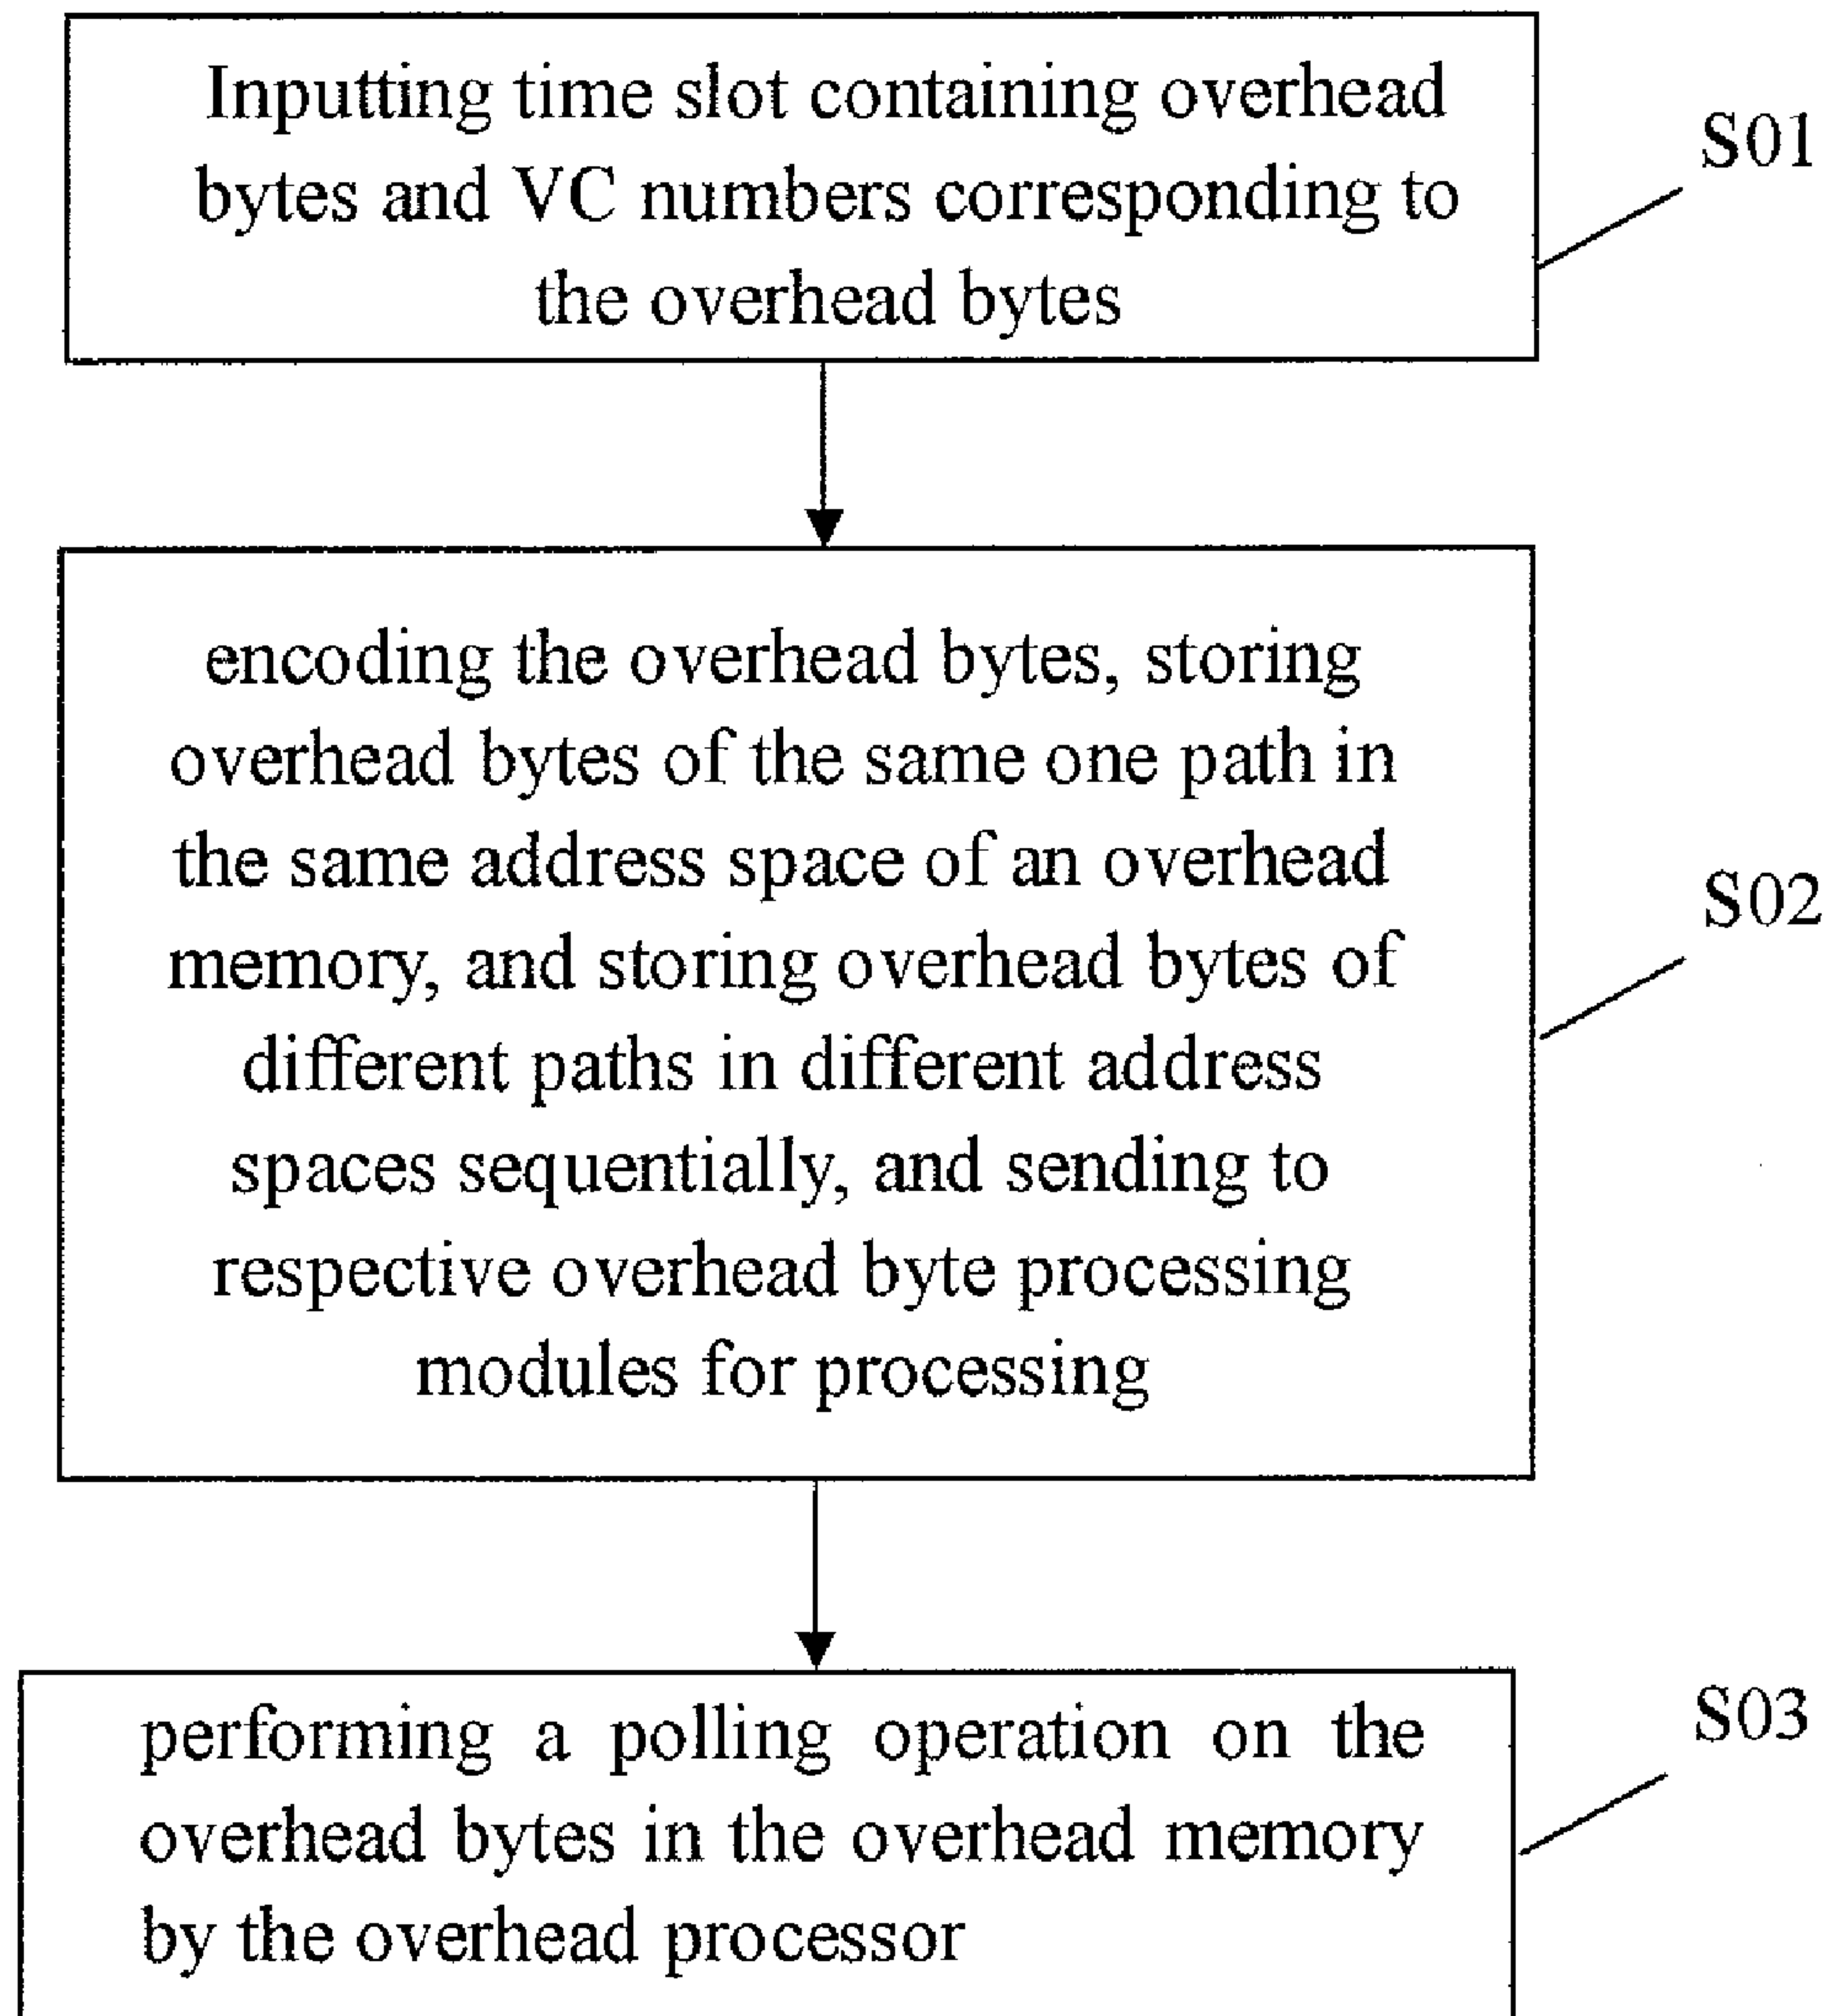 Inputting time slot containing overhead
bytes and VC numbers corresponding to
the overhead bytes
S01
encoding the overhead bytes, storing
overhead bytes of the same one path in
the same address space of an overhead
memory, and storing overhead bytes of
different paths in different address
spaces sequentially, and sending to
respective overhead byte processing
modules for processing
S02
performing a polling operation on the
overhead bytes in the overhead memory
by the overhead processor
S03